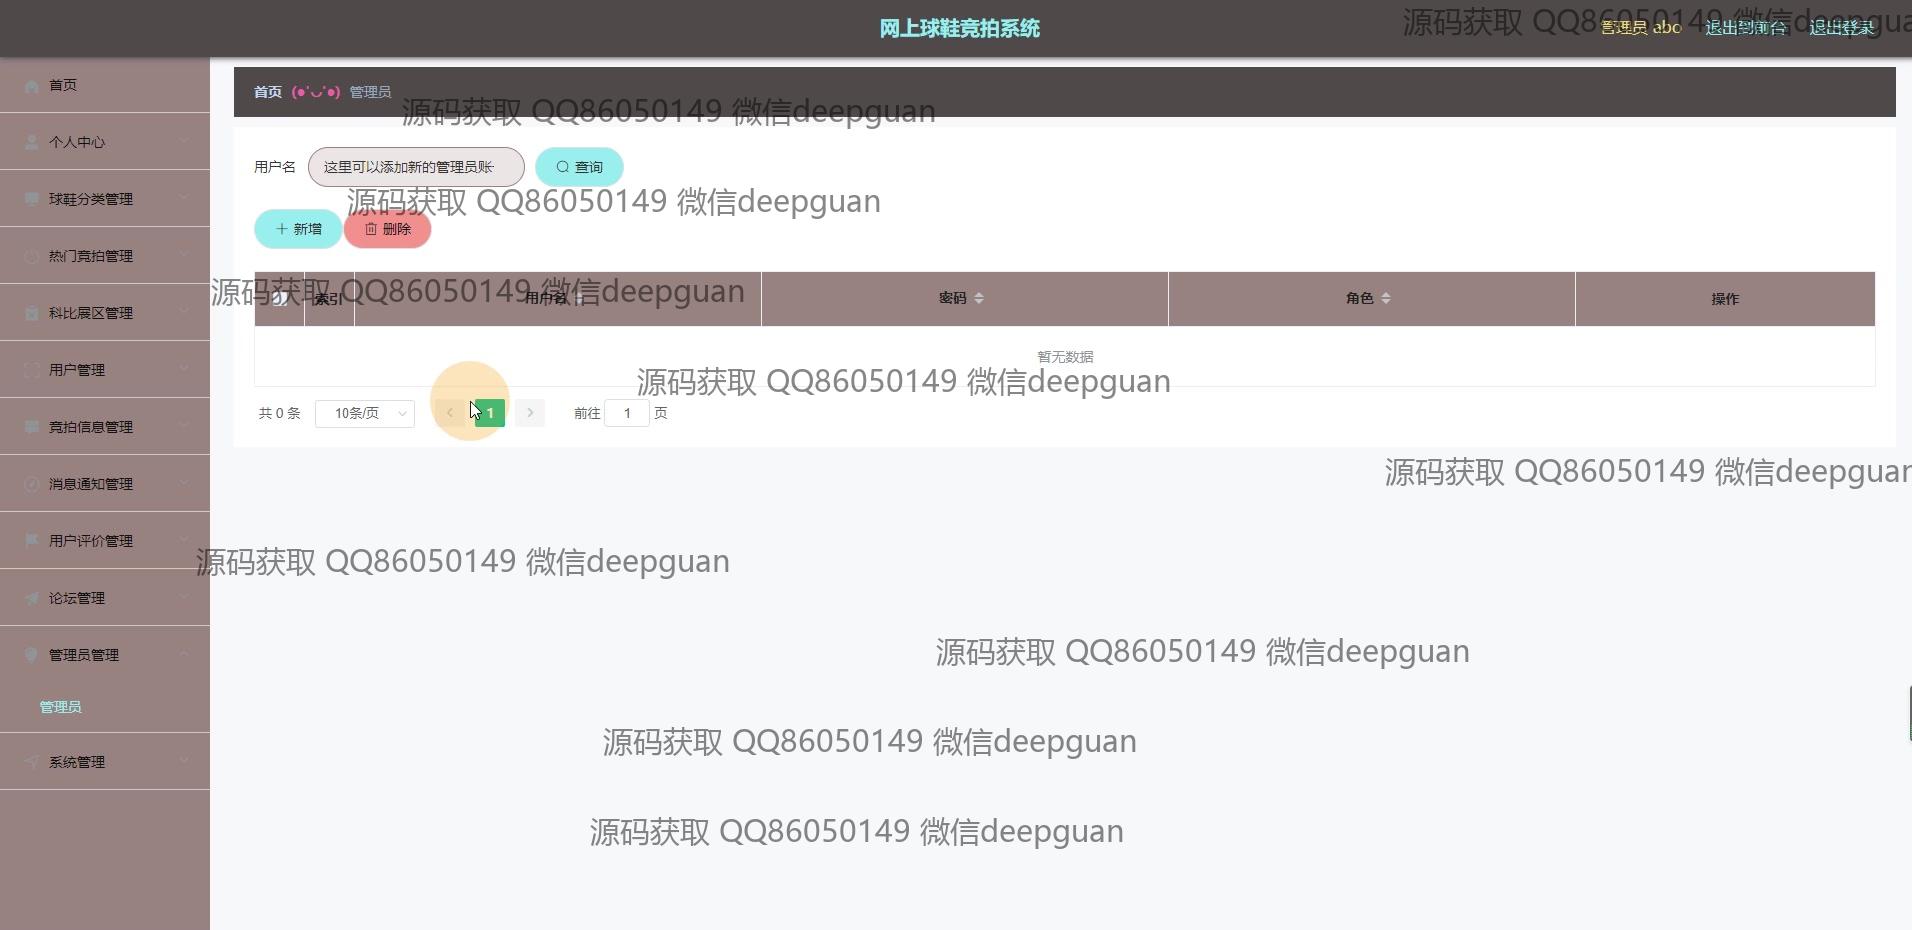 网上球鞋竞拍系统
源码获取 QQ86050149 微信deepgua
管理员 abo 退出到前台 退出登录
首页
个人中心
球鞋分类管理
热门竞拍管理
科比展区管理
用户管理
竞拍信息管理
消息通知管理
用户评价管理
论坛管理
管理员管理
管理员
系统管理
首页 (●'◡'●) 管理员
源码获取 QQ86050149 微信deepguan
用户名 这里可以添加新的管理员账 查询
源码获取 QQ86050149 微信deepguan
新增 删除
源码获取 QQ86050149 微信deepguan
索引 用户名 密码 角色 操作
暂无数据
源码获取 QQ86050149 微信deepguan
共 0 条 10条/页 1 前往 1 页
源码获取 QQ86050149 微信deepguan
源码获取 QQ86050149 微信deepguan
源码获取 QQ86050149 微信deepguan
源码获取 QQ86050149 微信deepguan
源码获取 QQ86050149 微信deepguan